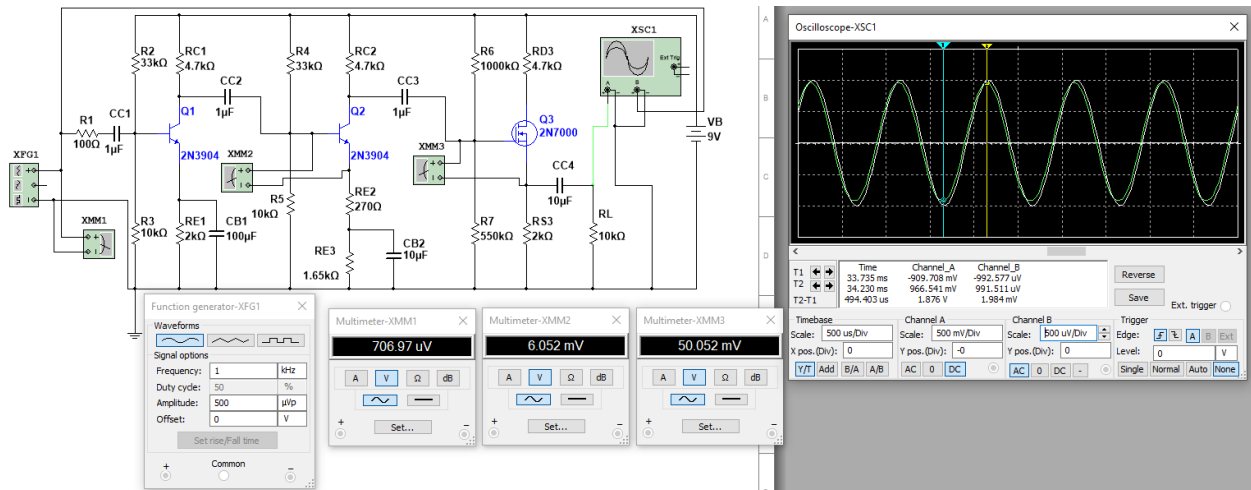 R2
33kΩ
RC1
4.7kΩ
R4
33kΩ
RC2
4.7kΩ
R6
1000kΩ
RD3
4.7kΩ
XSC1
Ext Trig
A
B
CC2
1µF
CC3
1µF
R1
100Ω
CC1
1µF
Q1
2N3904
Q2
2N3904
Q3
2N7000
VB
9V
XFG1
XMM2
XMM3
XMM1
CC4
10µF
R3
10kΩ
RE1
2kΩ
CB1
100µF
R5
10kΩ
RE2
270Ω
RE3
1.65kΩ
CB2
10µF
R7
550kΩ
RS3
2kΩ
RL
10kΩ
A
B
C
D
Function generator-XFG1
Waveforms
Signal options
Frequency: 1 kHz
Duty cycle: 50 %
Amplitude: 500 µVp
Offset: 0 V
Set rise/Fall time
+ Common −
Multimeter-XMM1
706.97 uV
A V Ω dB
+ Set... −
Multimeter-XMM2
6.052 mV
A V Ω dB
+ Set... −
Multimeter-XMM3
50.052 mV
A V Ω dB
+ Set... −
Oscilloscope-XSC1
1 2
Time Channel_A Channel_B
T1 33.735 ms -909.708 mV -992.577 uV
T2 34.230 ms 966.541 mV 991.511 uV
T2-T1 494.403 us 1.876 V 1.984 mV
Reverse
Save
Ext. trigger
Timebase
Scale: 500 us/Div
X pos.(Div): 0
Y/T Add B/A A/B
Channel A
Scale: 500 mV/Div
Y pos.(Div): -0
AC 0 DC
Channel B
Scale: 500 uV/Div
Y pos.(Div): 0
AC 0 DC -
Trigger
Edge: A B Ext
Level: 0 V
Single Normal Auto None